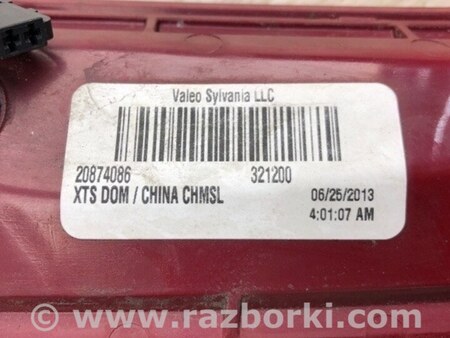 Valeo Sylvania LLC
20874086 321200
XTS DOM / CHINA CHMSL 06/25/2013
4:01:07 AM
© www.razborki.com